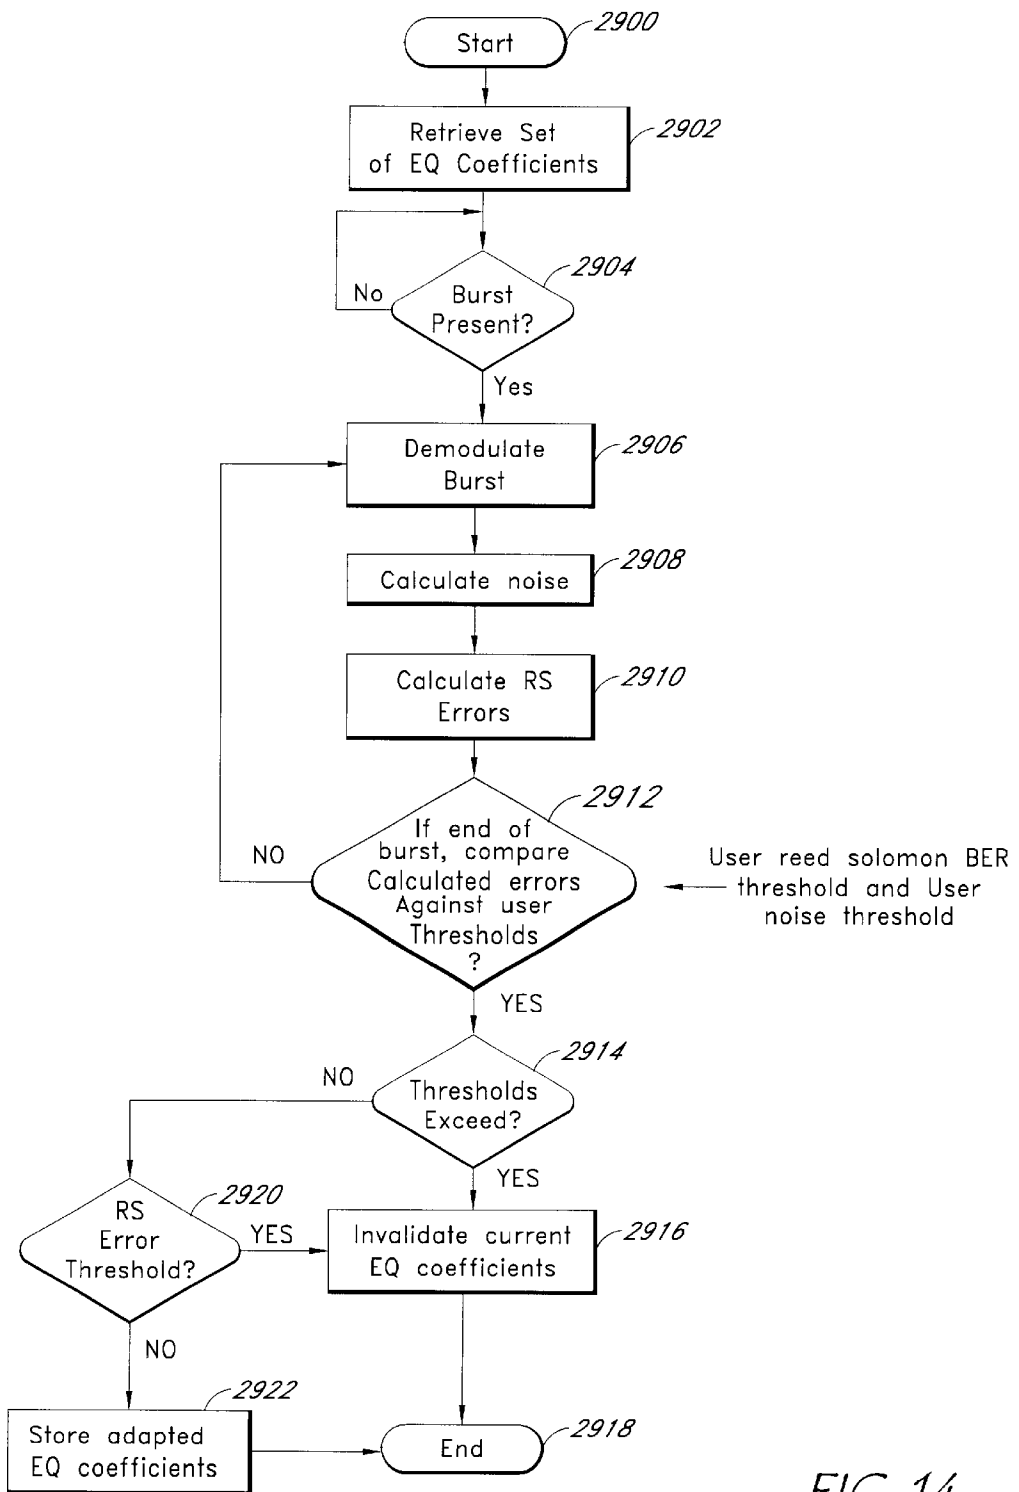 Start
2900
Retrieve Set
of EQ Coefficients
2902
2904
No
Burst
Present?
Yes
Demodulate
Burst
2906
Calculate noise
2908
Calculate RS
Errors
2910
2912
If end of
burst, compare
Calculated errors
Against user
Thresholds
?
NO
User reed solomon BER
threshold and User
noise threshold
YES
2914
NO
Thresholds
Exceed?
YES
2920
RS
Error
Threshold?
YES
Invalidate current
EQ coefficients
2916
NO
2922
Store adapted
EQ coefficients
End
2918
FIG. 14